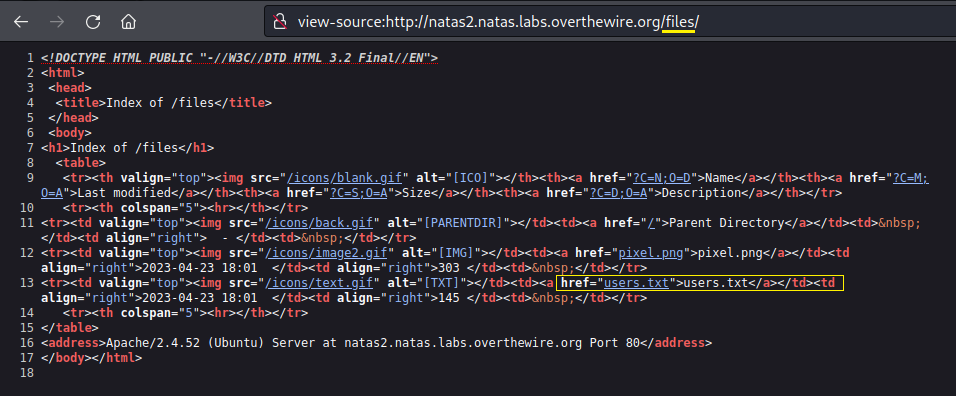 view-source:http://natas2.natas.labs.overthewire.org/files/
1 <!DOCTYPE HTML PUBLIC "-//W3C//DTD HTML 3.2 Final//EN">
2 <html>
3  <head>
4   <title>Index of /files</title>
5  </head>
6  <body>
7 <h1>Index of /files</h1>
8   <table>
9    <tr><th valign="top"><img src="/icons/blank.gif" alt="[ICO]"></th><th><a href="?C=N;O=D">Name</a></th><th><a href="?C=M;
O=A">Last modified</a></th><th><a href="?C=S;O=A">Size</a></th><th><a href="?C=D;O=A">Description</a></th></tr>
10    <tr><th colspan="5"><hr></th></tr>
11 <tr><td valign="top"><img src="/icons/back.gif" alt="[PARENTDIR]"></td><td><a href="/">Parent Directory</a></td><td>&nbsp;
</td><td align="right">  - </td><td>&nbsp;</td></tr>
12 <tr><td valign="top"><img src="/icons/image2.gif" alt="[IMG]"></td><td><a href="pixel.png">pixel.png</a></td><td
align="right">2023-04-23 18:01  </td><td align="right">303 </td><td>&nbsp;</td></tr>
13 <tr><td valign="top"><img src="/icons/text.gif" alt="[TXT]"></td><td><a href="users.txt">users.txt</a></td><td
align="right">2023-04-23 18:01  </td><td align="right">145 </td><td>&nbsp;</td></tr>
14    <tr><th colspan="5"><hr></th></tr>
15 </table>
16 <address>Apache/2.4.52 (Ubuntu) Server at natas2.natas.labs.overthewire.org Port 80</address>
17 </body></html>
18